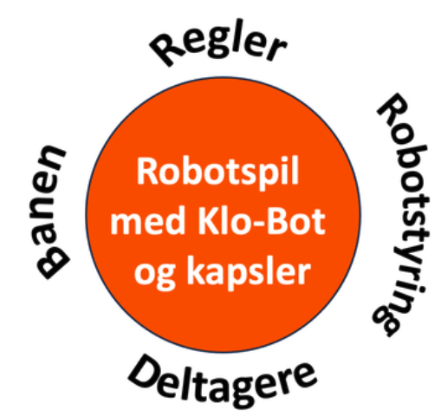 Regler
Robotstyring
Banen
Robotspil
med Klo-Bot
og kapsler
Deltagere